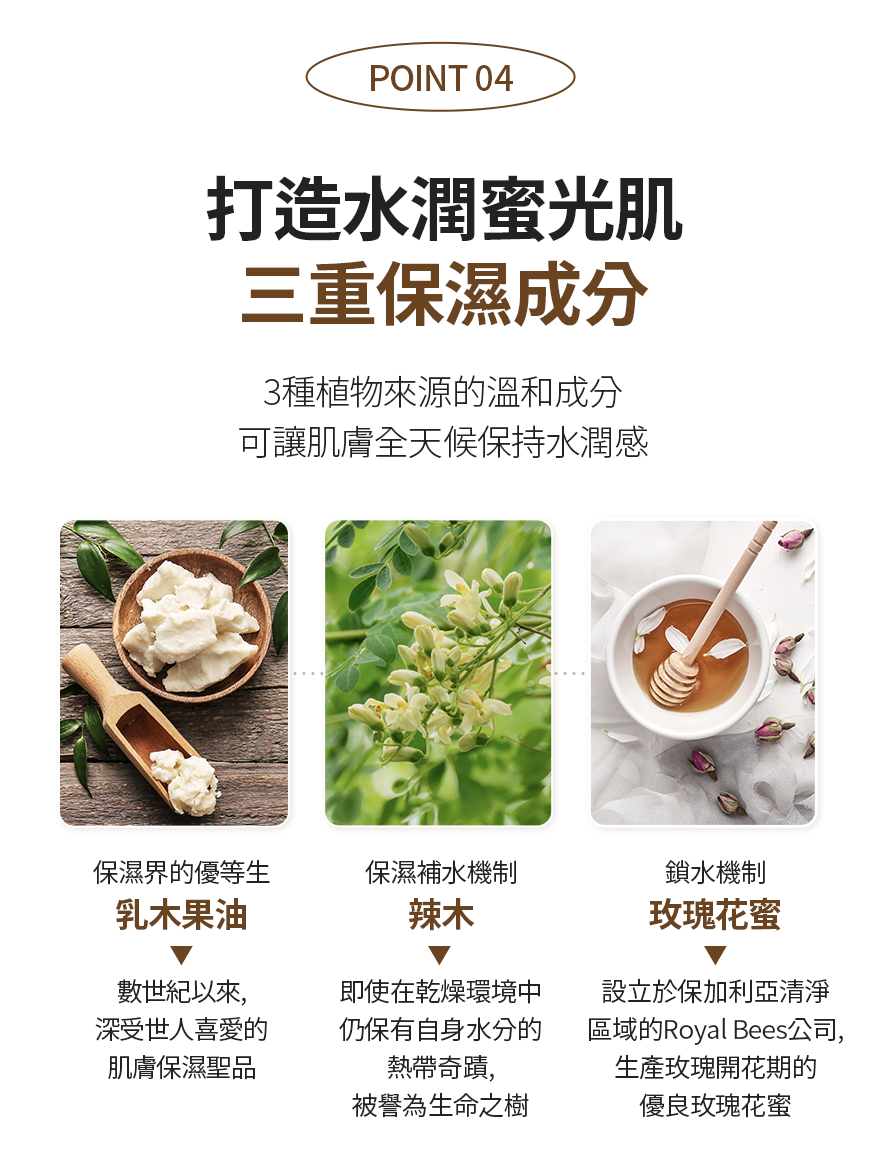 POINT 04
打造水潤蜜光肌
三重保濕成分
3種植物來源的溫和成分
可讓肌膚全天候保持水潤感
保濕界的優等生
乳木果油
▼
數世紀以來,
深受世人喜愛的
肌膚保濕聖品
保濕補水機制
辣木
▼
即使在乾燥環境中
仍保有自身水分的
熱帶奇蹟,
被譽為生命之樹
鎖水機制
玫瑰花蜜
▼
設立於保加利亞清淨
區域的Royal Bees公司,
生產玫瑰開花期的
優良玫瑰花蜜